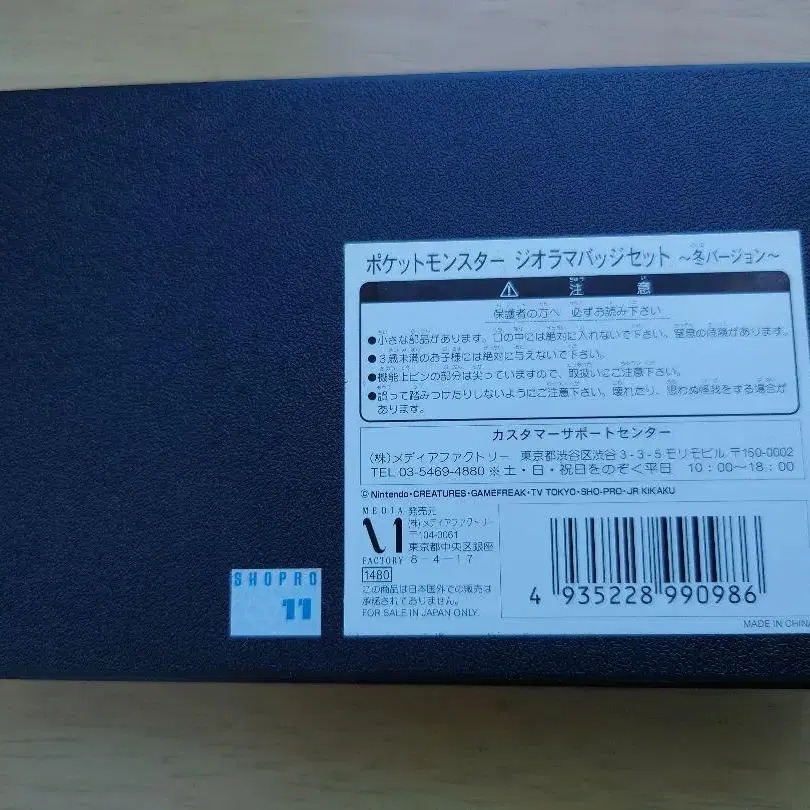 ポケットモンスター ジオラマバッジセット ～冬バージョン～
注意
保護者の方へ 必ずお読み下さい
●小さな部品があります。口の中には絶対に入れないで下さい。窒息の危険があります。
●3歳未満のお子様には絶対に与えないで下さい。
●機能上ピンの部分は尖っていますので、取扱いにご注意下さい。
●誤って踏みつけたりしないようにご注意下さい。壊れたり、思わぬ怪我をする場合が
あります。
カスタマーサポートセンター
(株)メディアファクトリー 東京都渋谷区渋谷3-3-5モリモビル 〒150-0002
TEL 03-5469-4880 ※土・日・祝日をのぞく平日 10：00～18：00
© Nintendo・CREATURES・GAMEFREAK・TV TOKYO・SHO-PRO・JR KIKAKU
MEDIA
FACTORY
発売元
(株)メディアファクトリー
〒104-0061
東京都中央区銀座
8-4-17
1480
この商品は日本国外での販売は
承諾されておりません。
FOR SALE IN JAPAN ONLY.
4 935228 990986
MADE IN CHINA
SHOPRO
11